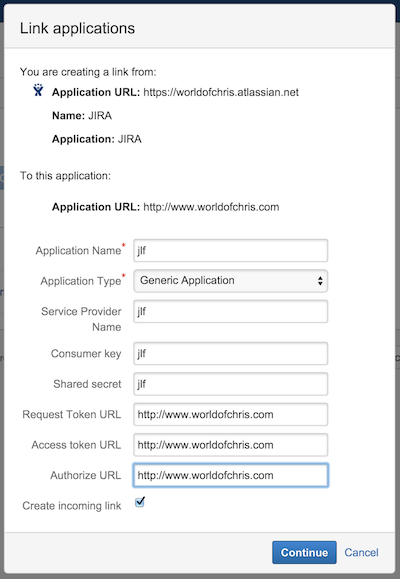 Link applications
You are creating a link from:
Application URL: https://worldofchris.atlassian.net
Name: JIRA
Application: JIRA
To this application:
Application URL: http://www.worldofchris.com
Application Name* jlf
Application Type* Generic Application
Service Provider
Name
jlf
Consumer key jlf
Shared secret jlf
Request Token URL http://www.worldofchris.com
Access token URL http://www.worldofchris.com
Authorize URL http://www.worldofchris.com
Create incoming link
Continue Cancel